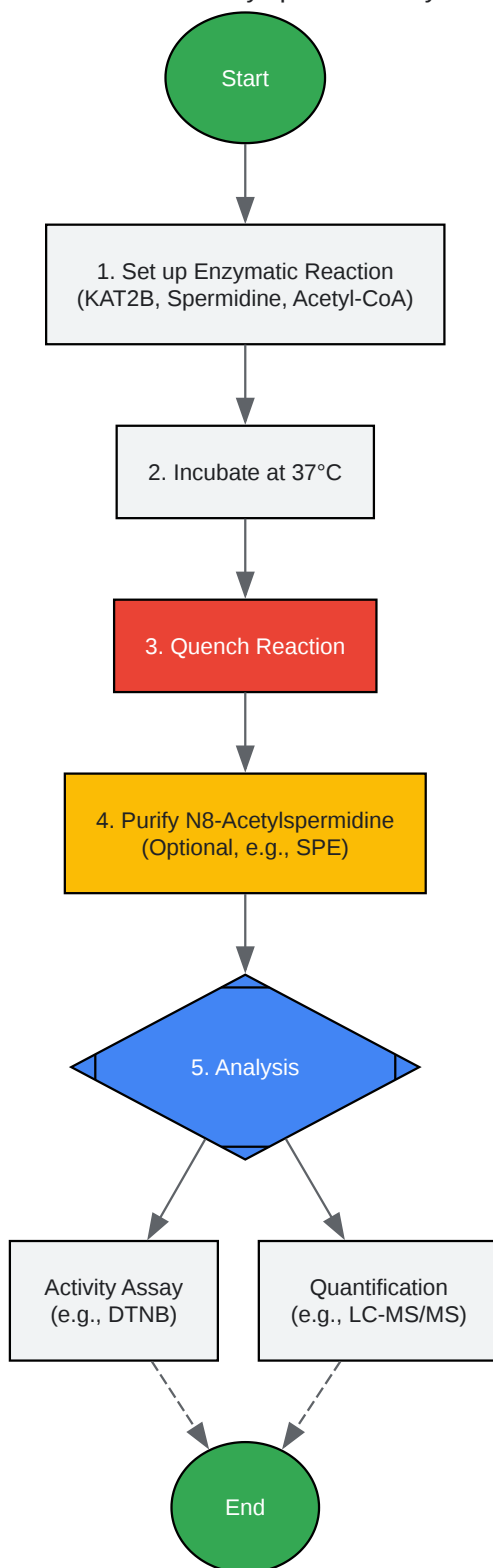 Start
1. Set up Enzymatic Reaction
(KAT2B, Spermidine, Acetyl-CoA)
2. Incubate at 37°C
3. Quench Reaction
4. Purify N8-Acetylspermidine
(Optional, e.g., SPE)
5. Analysis
Activity Assay
(e.g., DTNB)
Quantification
(e.g., LC-MS/MS)
End